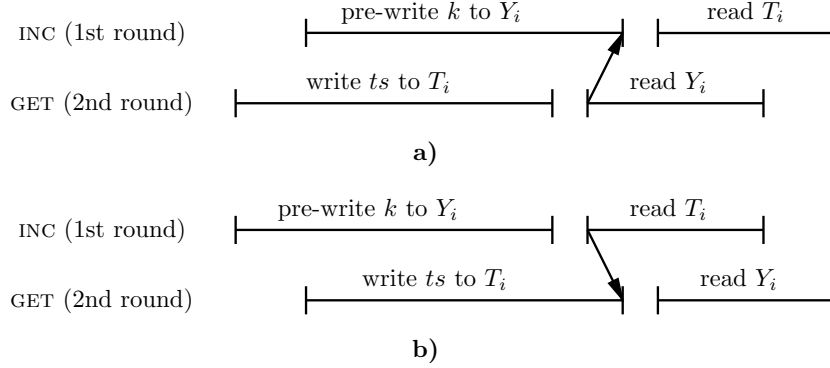 pre-write k to Y_i read T_i
INC (1st round)
write ts to T_i read Y_i
GET (2nd round)
a)
pre-write k to Y_i read T_i
INC (1st round)
write ts to T_i read Y_i
GET (2nd round)
b)